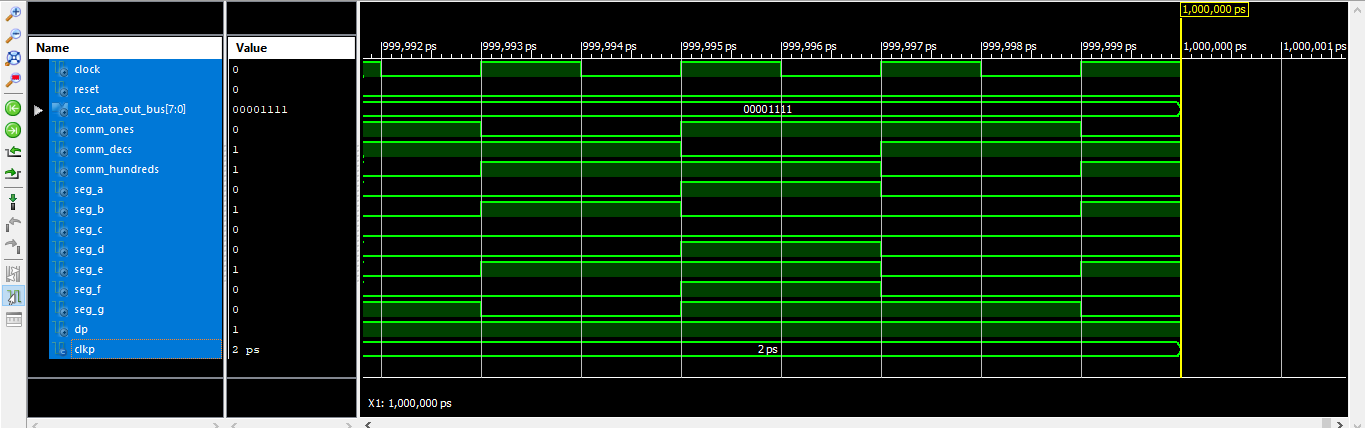 1,000,000 ps
Name Value
999,992 ps 999,993 ps 999,994 ps 999,995 ps 999,996 ps 999,997 ps 999,998 ps 999,999 ps 1,000,000 ps 1,000,001 ps
clock 0
reset 0
acc_data_out_bus[7:0] 00001111 00001111
comm_ones 0
comm_decs 1
comm_hundreds 1
seg_a 0
seg_b 1
seg_c 0
seg_d 0
seg_e 1
seg_f 0
seg_g 0
dp 1
clkp 2 ps 2 ps
X1: 1,000,000 ps